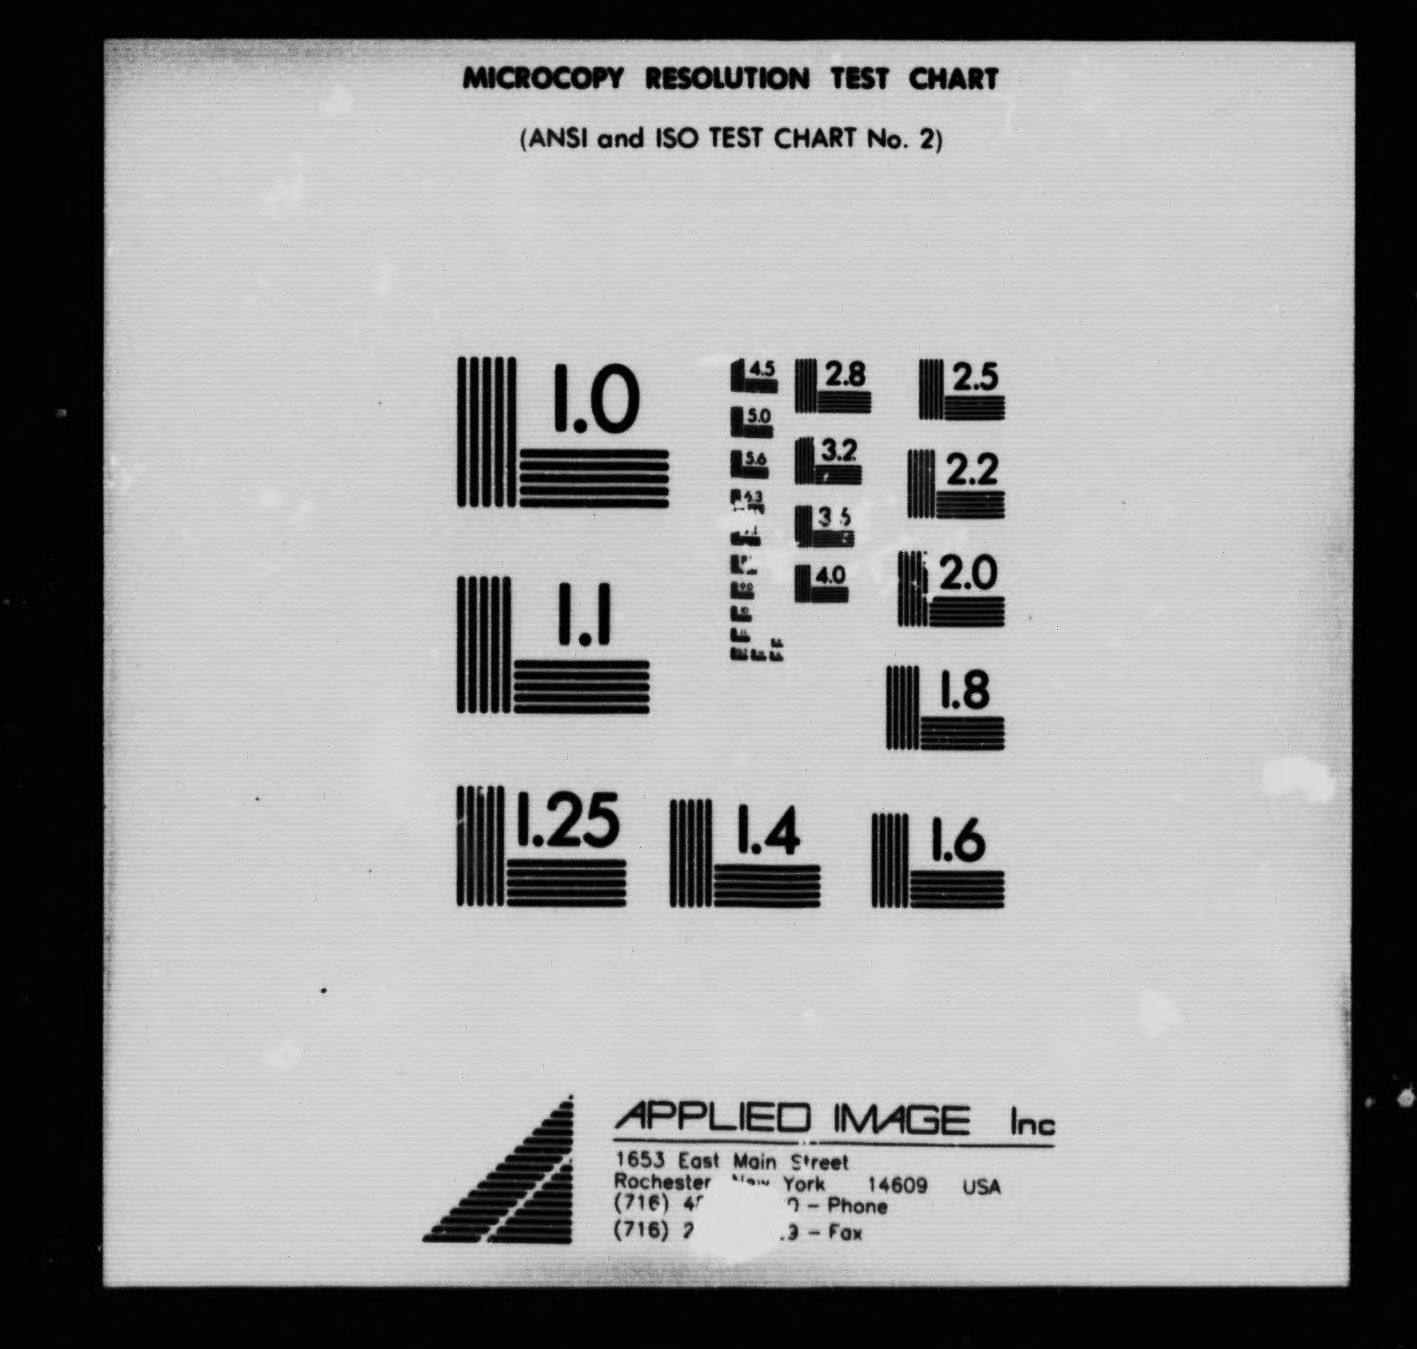 MICROCOPY RESOLUTION TEST CHART
(ANSI and ISO TEST CHART No. 2)
1.0
1.1
1.25
1.4
1.6
1.8
2.0
2.2
2.5
2.8
3.2
4.0
4.5
5.0
5.6
APPLIED IMAGE Inc
1653 East Main Street
Rochester York 14609 USA
(716) – Phone
(716) – Fax